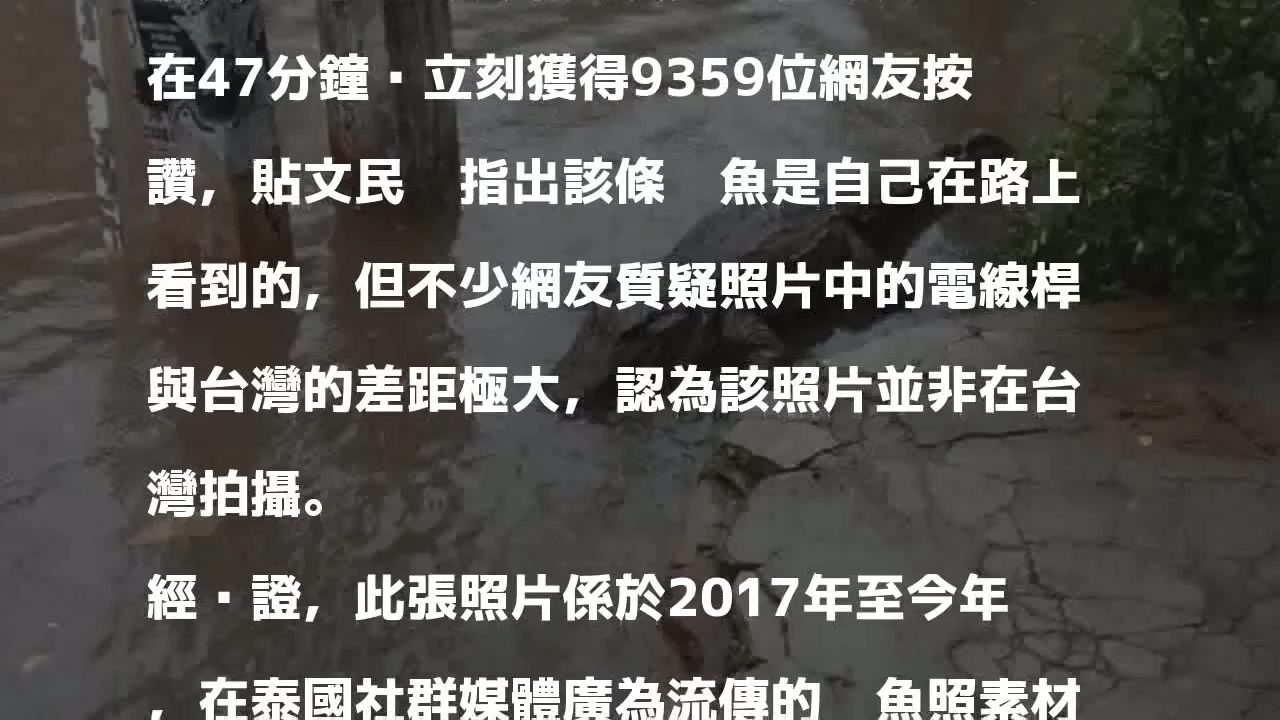 在47分鐘·立刻獲得9359位網友按
讚，貼文民　指出該條　魚是自己在路上
看到的，但不少網友質疑照片中的電線桿
與台灣的差距極大，認為該照片並非在台
灣拍攝。
經·證，此張照片係於2017年至今年
，在泰國社群媒體廣為流傳的　魚照素材